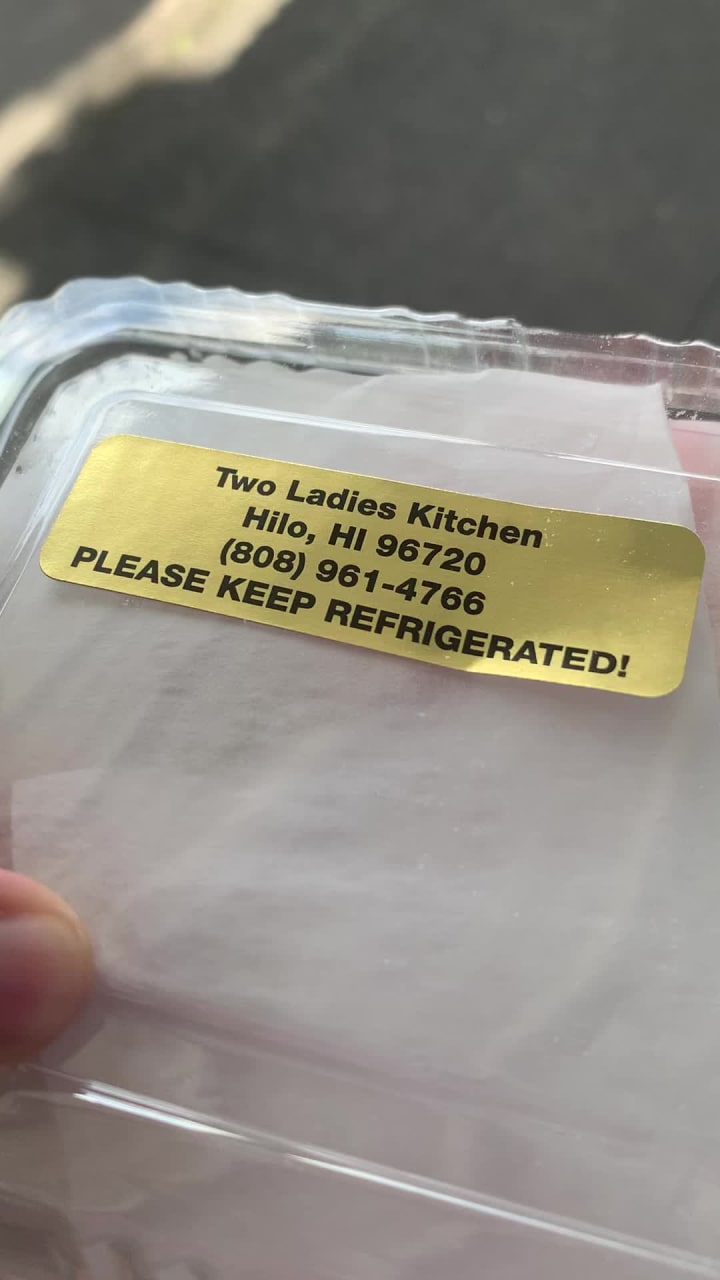 Two Ladies Kitchen
Hilo, HI 96720
(808) 961-4766
PLEASE KEEP REFRIGERATED!